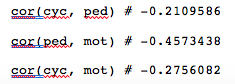 cor(cyc, ped) # -0.2109586
cor(ped, mot) # -0.4573438
cor(cyc, mot) # -0.2756082